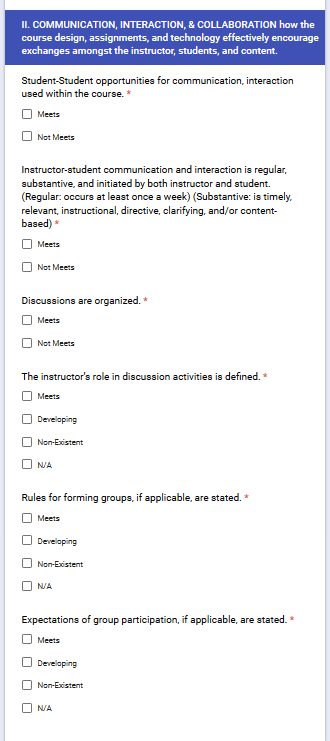 II. COMMUNICATION, INTERACTION, & COLLABORATION how the
course design, assignments, and technology effectively encourage
exchanges amongst the instructor, students, and content.
Student-Student opportunities for communication, interaction
used within the course. *
Meets
Not Meets
Instructor-student communication and interaction is regular,
substantive, and initiated by both instructor and student.
(Regular: occurs at least once a week) (Substantive: is timely,
relevant, instructional, directive, clarifying, and/or content-
based) *
Meets
Not Meets
Discussions are organized. *
Meets
Not Meets
The instructor's role in discussion activities is defined. *
Meets
Developing
Non-Existent
N/A
Rules for forming groups, if applicable, are stated. *
Meets
Developing
Non-Existent
N/A
Expectations of group participation, if applicable, are stated. *
Meets
Developing
Non-Existent
N/A